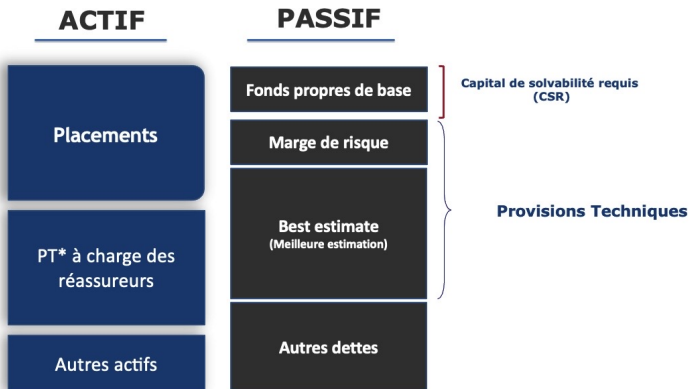 ACTIF
PASSIF
Placements
PT* à charge des
réassureurs
Autres actifs
Fonds propres de base
Marge de risque
Best estimate
(Meilleure estimation)
Autres dettes
Capital de solvabilité requis
(CSR)
Provisions Techniques